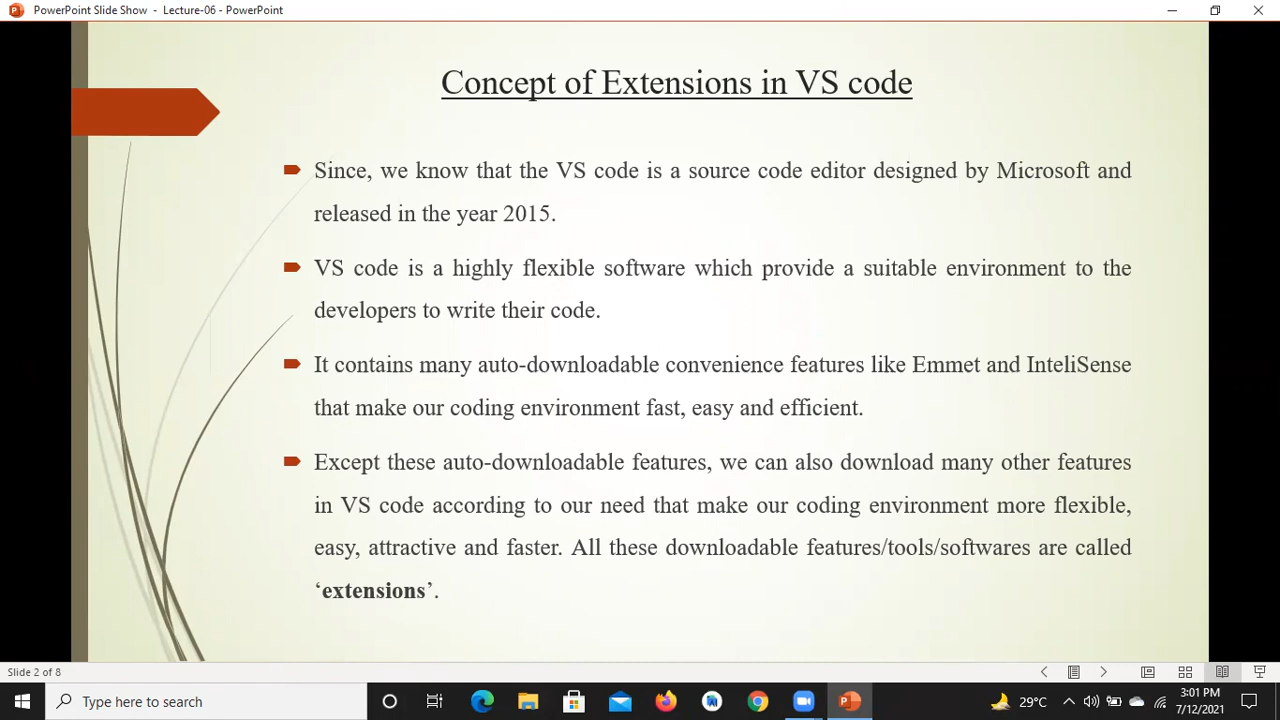 PowerPoint Slide Show - Lecture-06 - PowerPoint
Concept of Extensions in VS code
Since, we know that the VS code is a source code editor designed by Microsoft and
released in the year 2015.
VS code is a highly flexible software which provide a suitable environment to the
developers to write their code.
It contains many auto-downloadable convenience features like Emmet and InteliSense
that make our coding environment fast, easy and efficient.
Except these auto-downloadable features, we can also download many other features
in VS code according to our need that make our coding environment more flexible,
easy, attractive and faster. All these downloadable features/tools/softwares are called
‘extensions’.
Slide 2 of 8
Type here to search
29°C
3:01 PM
7/12/2021